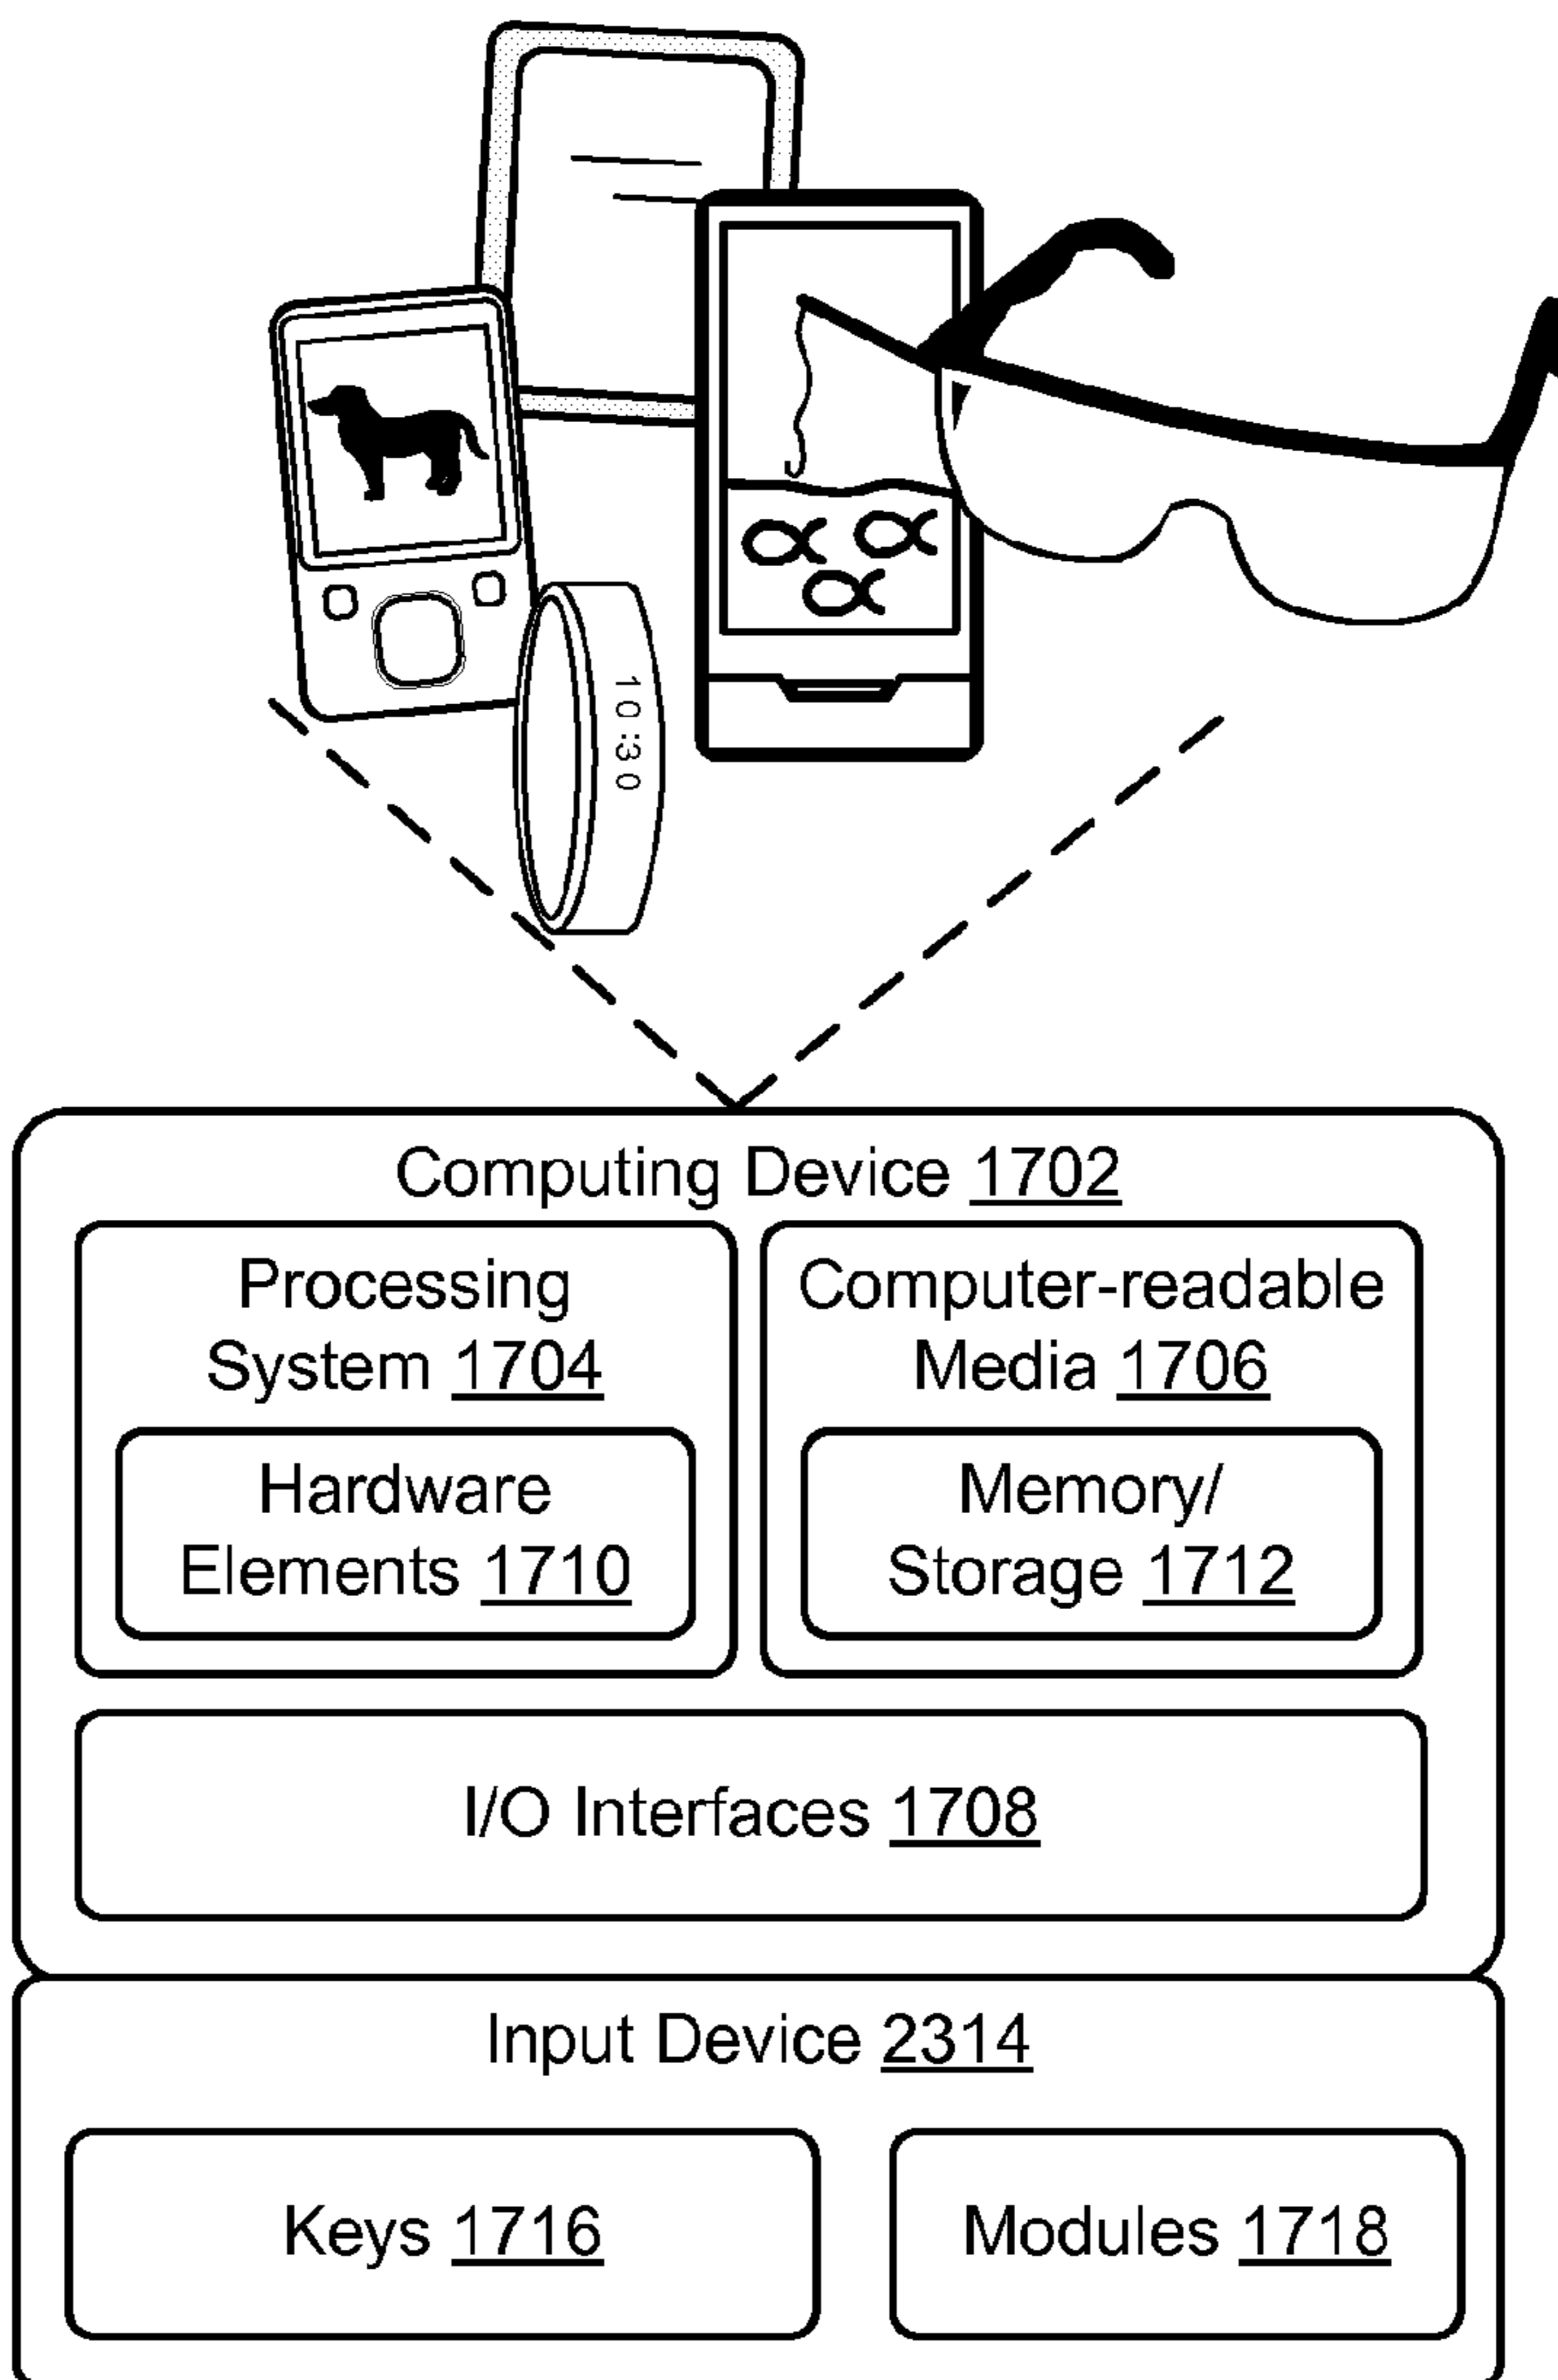 10:30
Computing Device 1702
Processing
System 1704
Hardware
Elements 1710
Computer-readable
Media 1706
Memory/
Storage 1712
I/O Interfaces 1708
Input Device 2314
Keys 1716
Modules 1718